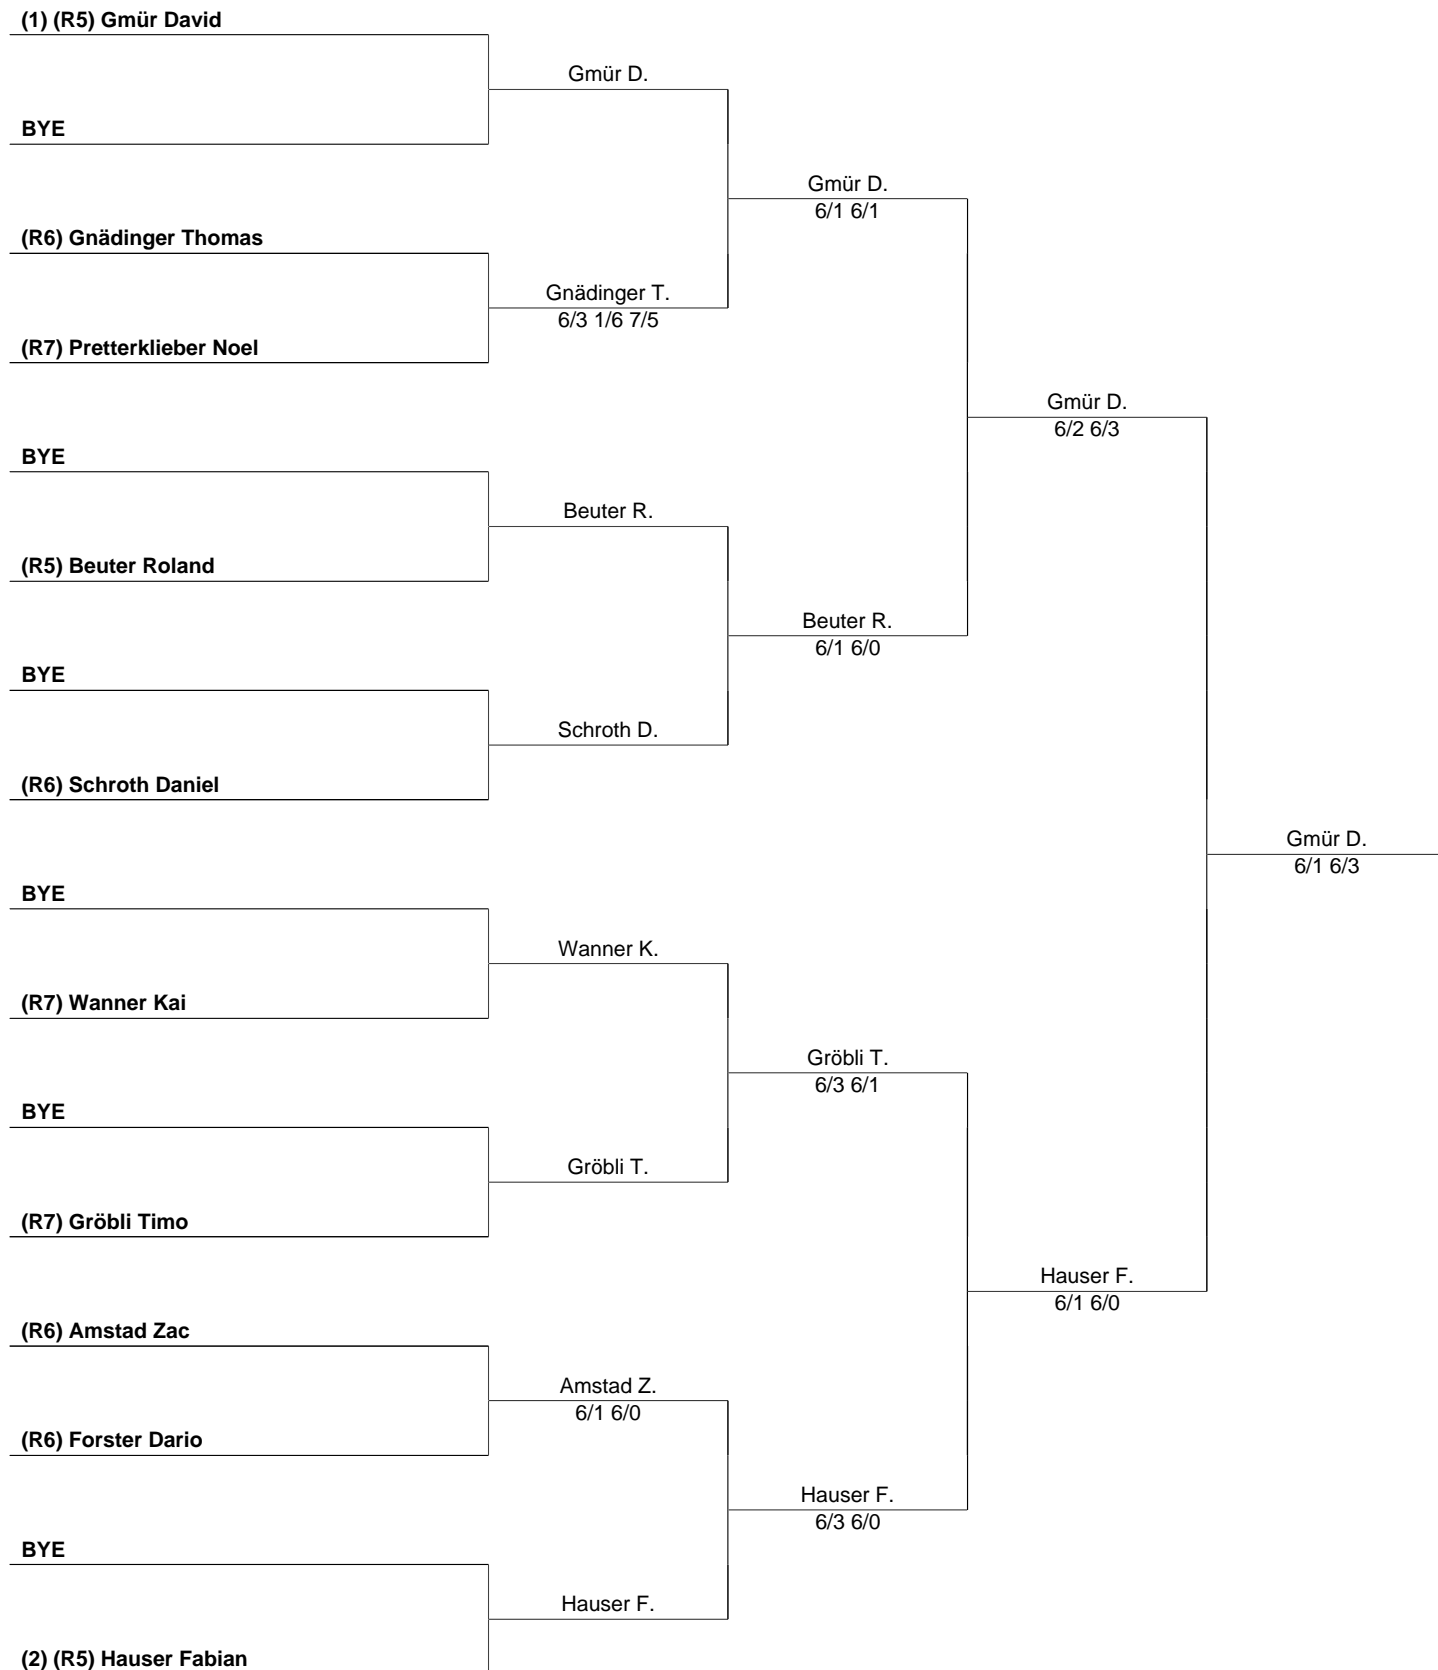 (1) (R5) Gmür David
Gmür D.
BYE
Gmür D.
6/1 6/1
(R6) Gnädinger Thomas
Gnädinger T.
6/3 1/6 7/5
(R7) Pretterklieber Noel
Gmür D.
6/2 6/3
BYE
Beuter R.
(R5) Beuter Roland
Beuter R.
6/1 6/0
BYE
Schroth D.
(R6) Schroth Daniel
Gmür D.
6/1 6/3
BYE
Wanner K.
(R7) Wanner Kai
Gröbli T.
6/3 6/1
BYE
Gröbli T.
(R7) Gröbli Timo
Hauser F.
6/1 6/0
(R6) Amstad Zac
Amstad Z.
6/1 6/0
(R6) Forster Dario
Hauser F.
6/3 6/0
BYE
Hauser F.
(2) (R5) Hauser Fabian